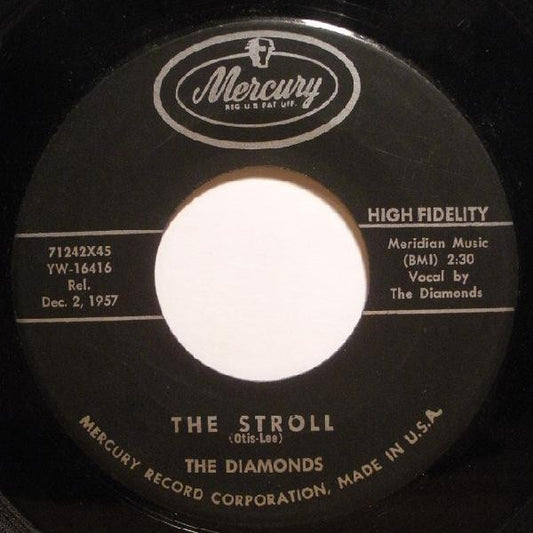 Mercury
REG U.S PAT OFF.
HIGH FIDELITY
71242X45
YW-16416
Rel.
Dec. 2, 1957
Meridian Music
(BMI) 2:30
Vocal by
The Diamonds
THE STROLL
(Otis-Lee)
THE DIAMONDS
MERCURY RECORD CORPORATION, MADE IN U.S.A.